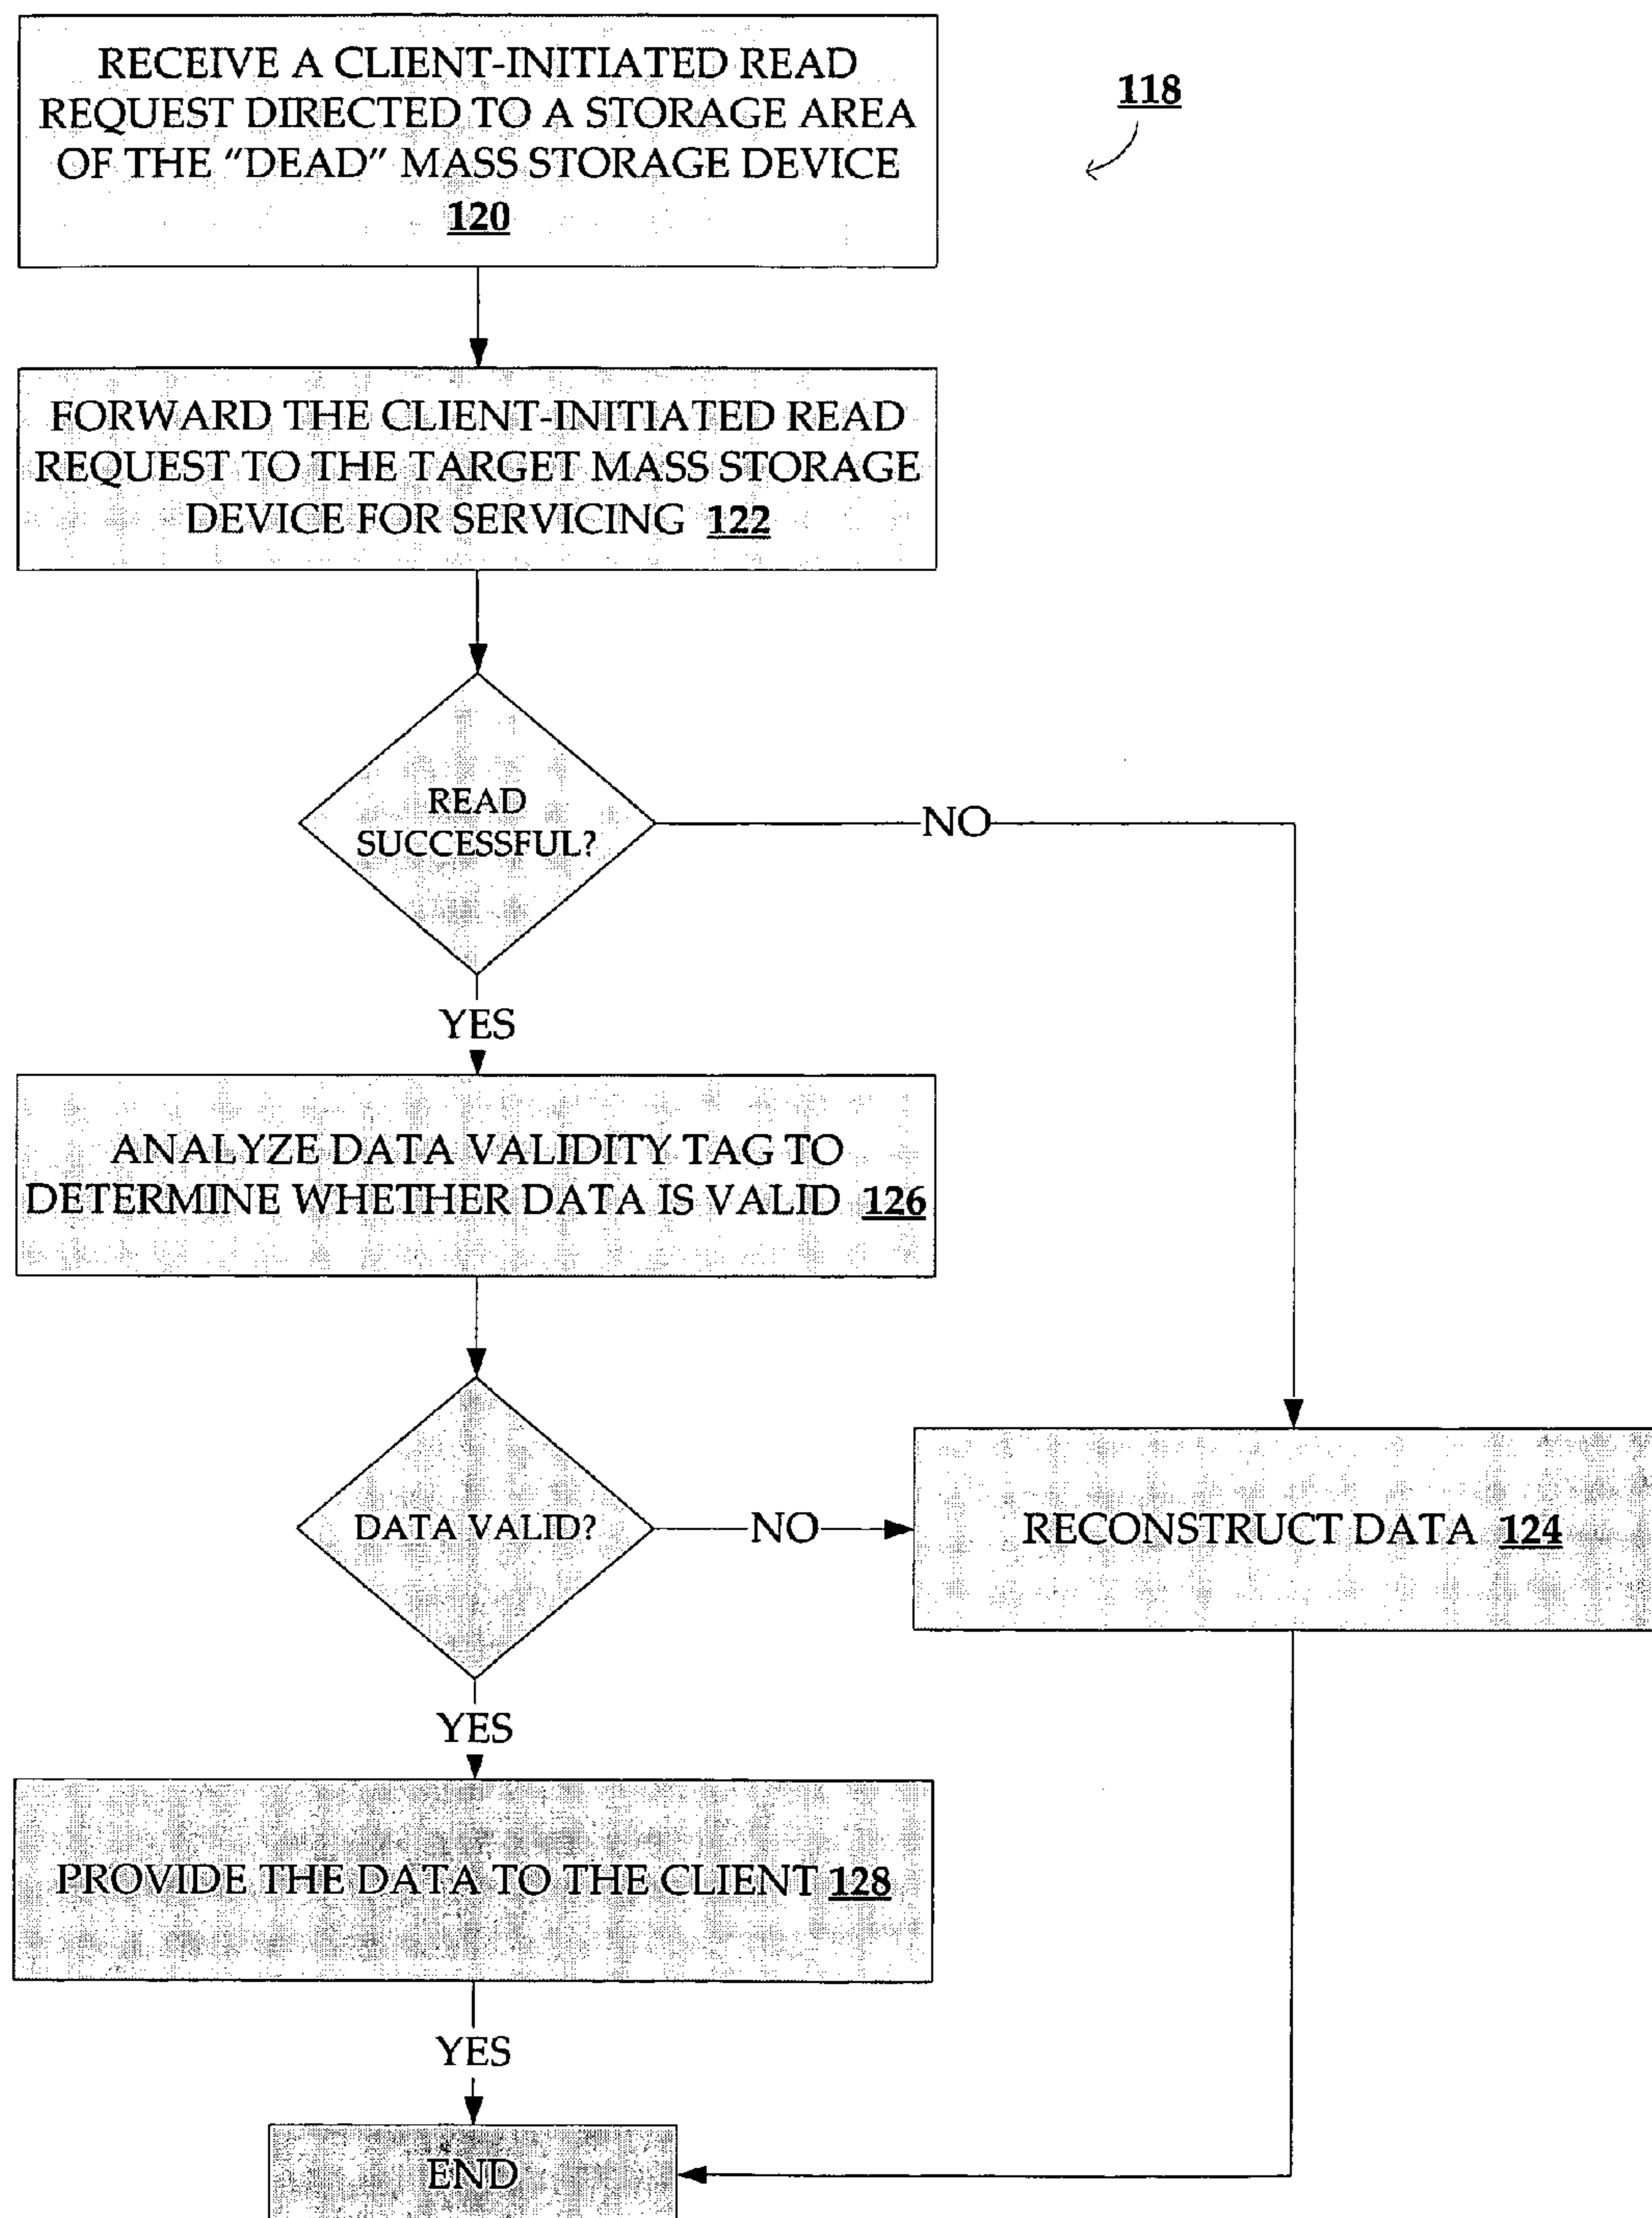 RECEIVE A CLIENT-INITIATED READ
REQUEST DIRECTED TO A STORAGE AREA
OF THE "DEAD" MASS STORAGE DEVICE
120
118
FORWARD THE CLIENT-INITIATED READ
REQUEST TO THE TARGET MASS STORAGE
DEVICE FOR SERVICING 122
READ
SUCCESSFUL?
NO
YES
ANALYZE DATA VALIDITY TAG TO
DETERMINE WHETHER DATA IS VALID 126
DATA VALID?
NO
RECONSTRUCT DATA 124
YES
PROVIDE THE DATA TO THE CLIENT 128
YES
END